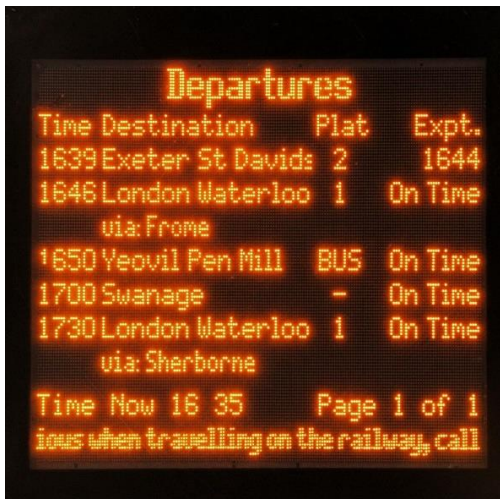 Departures
Time Destination Plat Expt.
1639 Exeter St Davids 2 1644
1646 London Waterloo 1 On Time
via: Frome
1650 Yeovil Pen Mill BUS On Time
1700 Swanage - On Time
1730 London Waterloo 1 On Time
via: Sherborne
Time Now 16 35 Page 1 of 1
ious when travelling on the railway, call